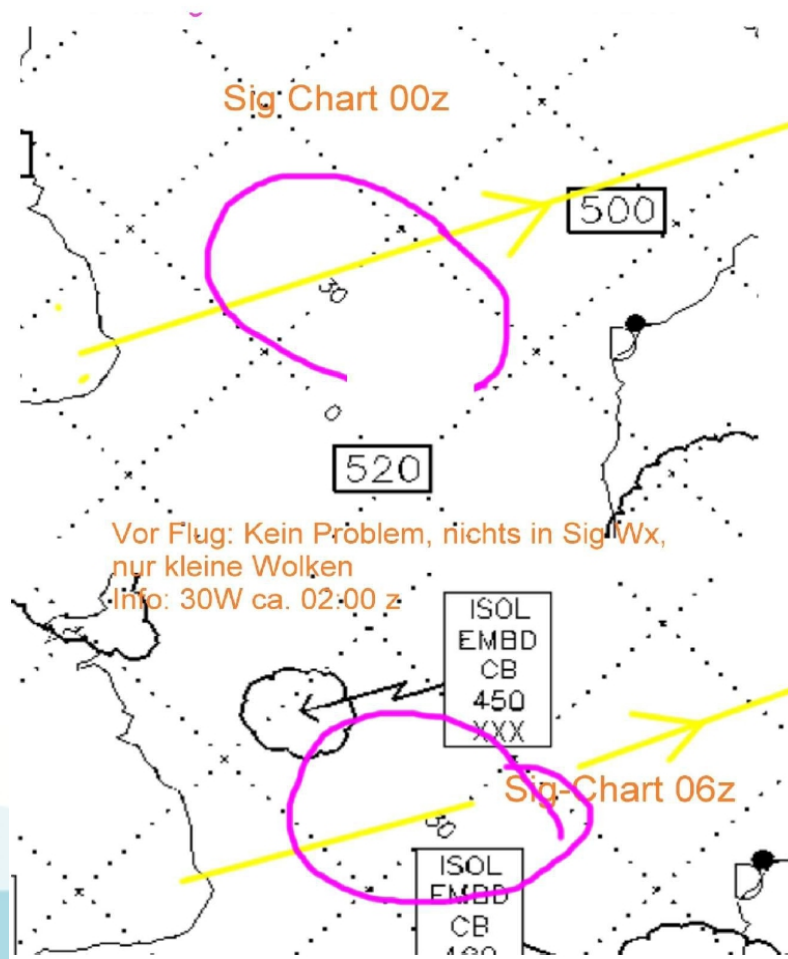 Sig Chart 00z
500
30
0
520
Vor Flug: Kein Problem, nichts in Sig Wx,
nur kleine Wolken
Info: 30W ca. 02:00 z
ISOL
EMBD
CB
450
XXX
Sig-Chart 06z
30
ISOL
EMBD
CB